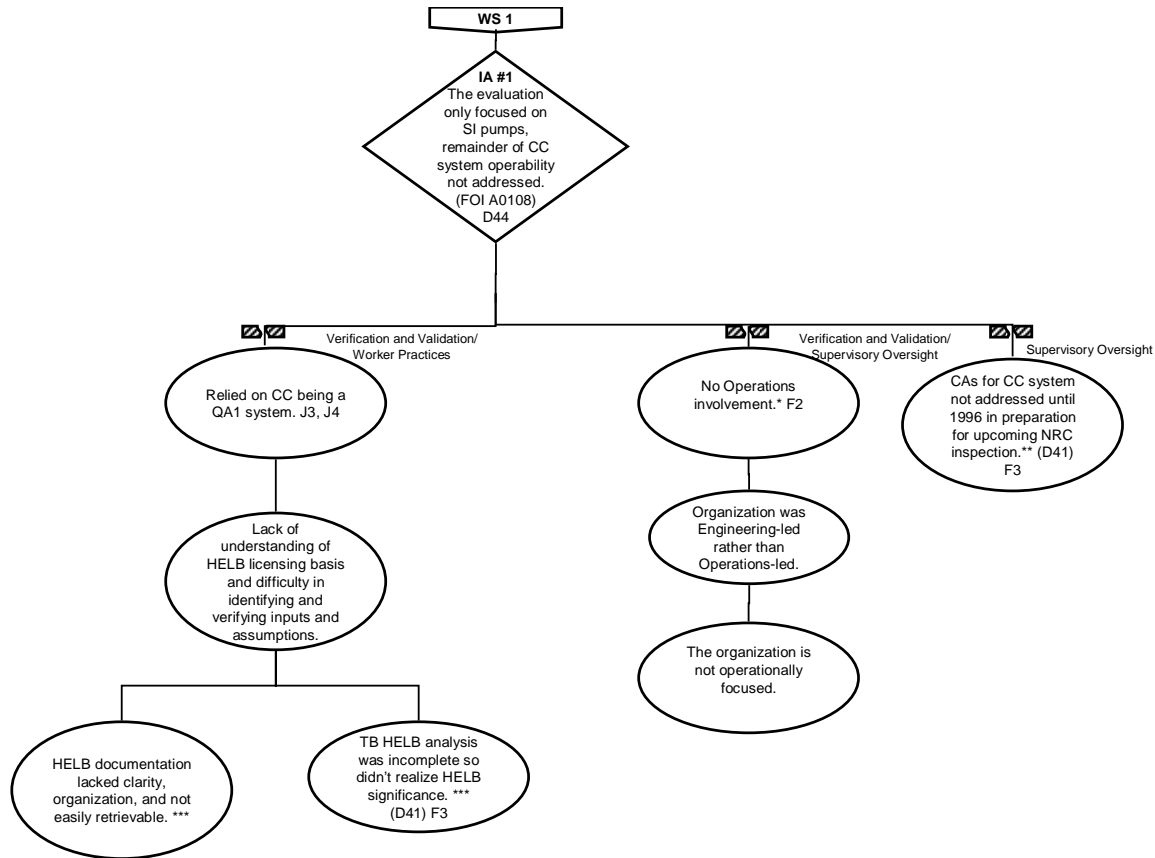 WS 1
IA #1
The evaluation
only focused on
SI pumps,
remainder of CC
system operability
not addressed.
(FOI A0108)
D44
Verification and Validation/
Worker Practices
Verification and Validation/
Supervisory Oversight
Supervisory Oversight
Relied on CC being a
QA1 system. J3, J4
No Operations
involvement.* F2
CAs for CC system
not addressed until
1996 in preparation
for upcoming NRC
inspection.** (D41)
F3
Lack of
understanding of
HELB licensing basis
and difficulty in
identifying and
verifying inputs and
assumptions.
Organization was
Engineering-led
rather than
Operations-led.
The organization is
not operationally
focused.
HELB documentation
lacked clarity,
organization, and not
easily retrievable. ***
TB HELB analysis
was incomplete so
didn't realize HELB
significance. ***
(D41) F3